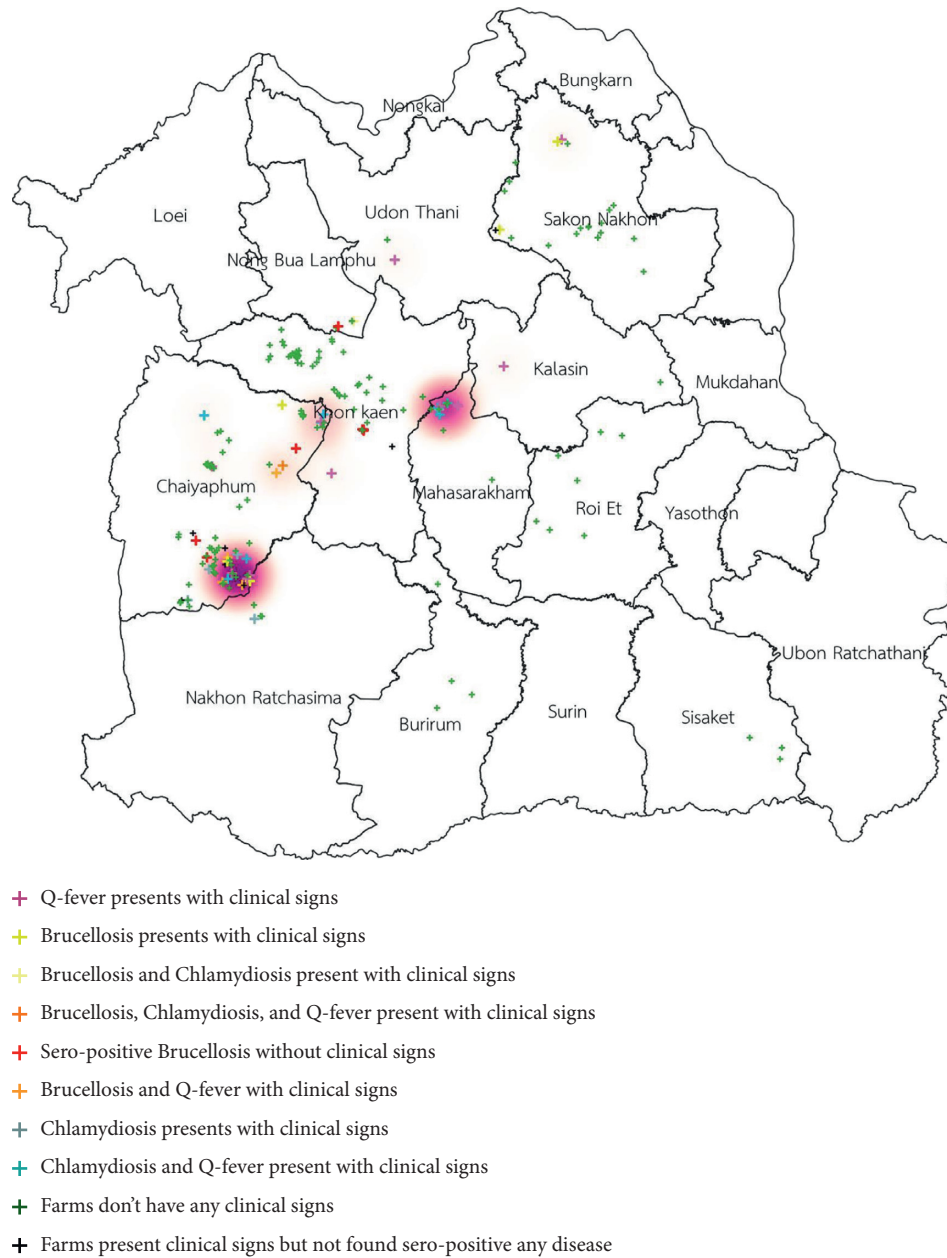 Bungkarn
Nongkai
Loei
Udon Thani
Sakon Nakhon
Nong Bua Lamphu
Kalasin
Mukdahan
Khon kaen
Chaiyaphum
Mahasarakham
Roi Et
Yasothon
Ubon Ratchathani
Nakhon Ratchasima
Burirum
Surin
Sisaket
Q-fever presents with clinical signs
Brucellosis presents with clinical signs
Brucellosis and Chlamydiosis present with clinical signs
Brucellosis, Chlamydiosis, and Q-fever present with clinical signs
Sero-positive Brucellosis without clinical signs
Brucellosis and Q-fever with clinical signs
Chlamydiosis presents with clinical signs
Chlamydiosis and Q-fever present with clinical signs
Farms don't have any clinical signs
Farms present clinical signs but not found sero-positive any disease